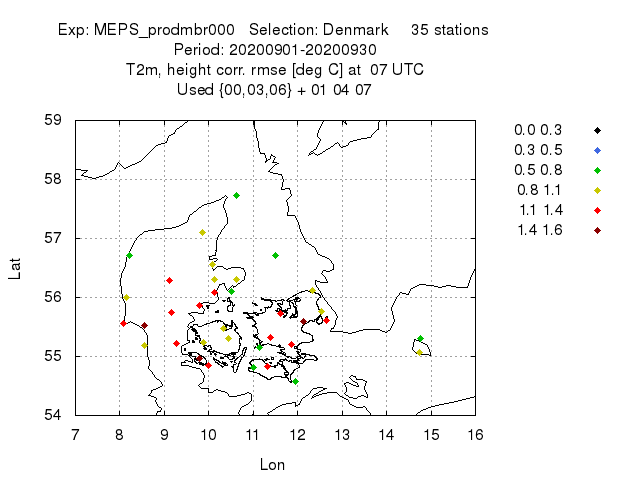 Exp: MEPS_prodmbr000 Selection: Denmark 35 stations
Period: 20200901-20200930
T2m, height corr. rmse [deg C] at 07 UTC
Used {00,03,06} + 01 04 07
0.0 0.3
0.3 0.5
0.5 0.8
0.8 1.1
1.1 1.4
1.4 1.6
Lat
59
58
57
56
55
54
7 8 9 10 11 12 13 14 15 16
Lon